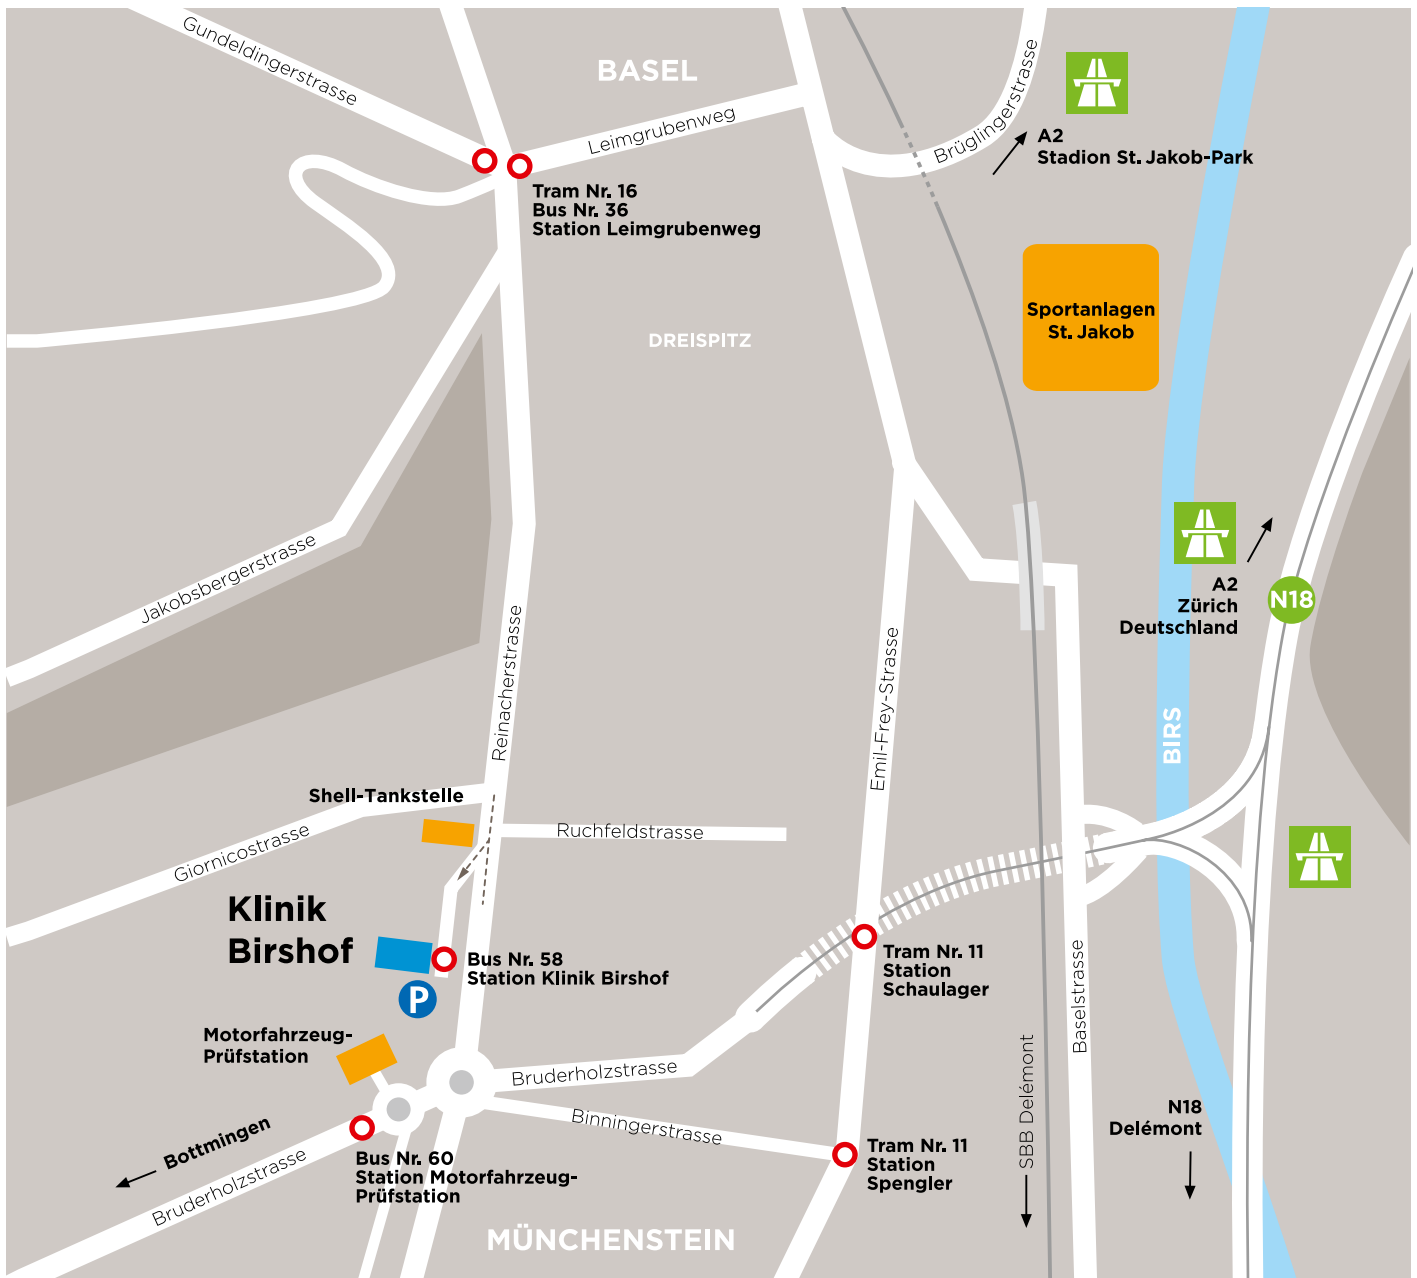 Gundeldingerstrasse
BASEL
Leimgrubenweg
Brüglingerstrasse
A2
Stadion St. Jakob-Park
Tram Nr. 16
Bus Nr. 36
Station Leimgrubenweg
Sportanlagen
St. Jakob
DREISPITZ
Jakobsbergerstrasse
A2
Zürich
Deutschland
N18
Reinacherstrasse
Emil-Frey-Strasse
BIRS
Shell-Tankstelle
Ruchfeldstrasse
Giornicostrasse
Klinik
Birshof
Bus Nr. 58
Station Klinik Birshof
P
Tram Nr. 11
Station
Schaulager
Baselstrasse
Motorfahrzeug-
Prüfstation
Bruderholzstrasse
SBB Delémont
Binningerstrasse
N18
Delémont
Bottmingen
Bruderholzstrasse
Bus Nr. 60
Station Motorfahrzeug-
Prüfstation
Tram Nr. 11
Station
Spengler
MÜNCHENSTEIN